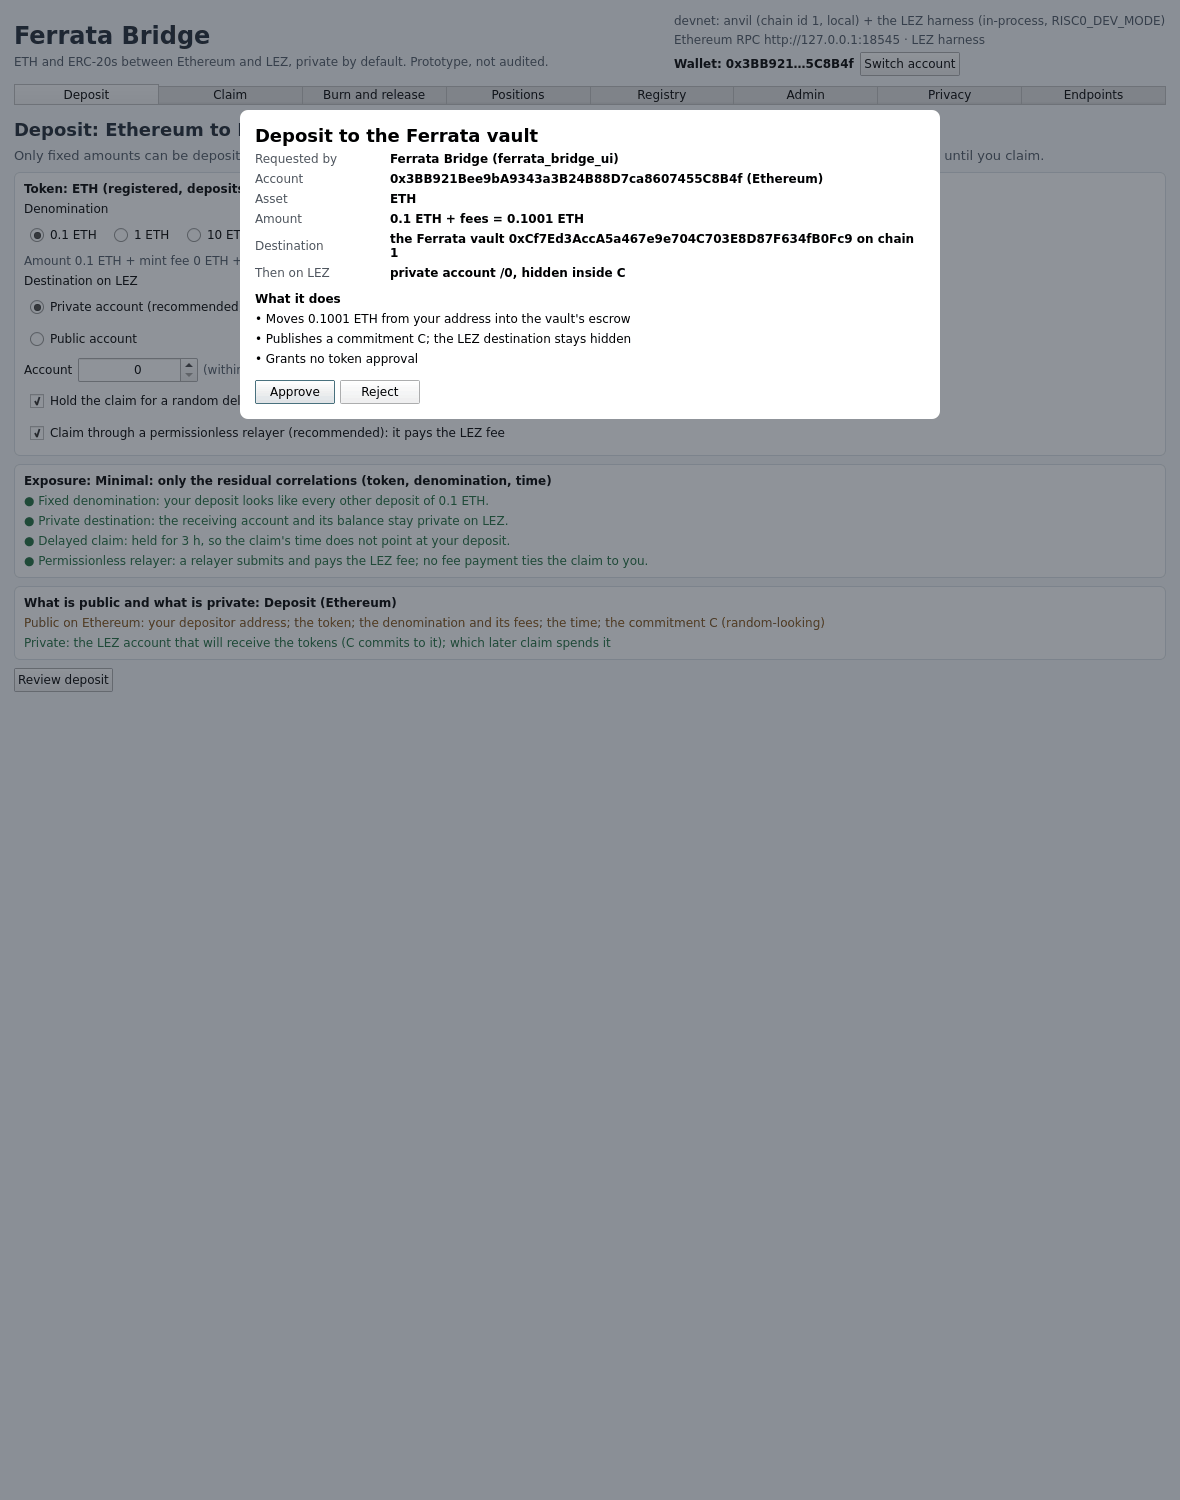 Ferrata Bridge
ETH and ERC-20s between Ethereum and LEZ, private by default. Prototype, not audited.
devnet: anvil (chain id 1, local) + the LEZ harness (in-process, RISC0_DEV_MODE)
Ethereum RPC http://127.0.0.1:18545 · LEZ harness
Wallet: 0x3BB921…5C8B4f Switch account
Deposit Claim Burn and release Positions Registry Admin Privacy Endpoints
Deposit: Ethereum to
Only fixed amounts can be deposit until you claim.
Token: ETH (registered, deposits
Denomination
0.1 ETH 1 ETH 10 ET
Amount 0.1 ETH + mint fee 0 ETH +
Destination on LEZ
Private account (recommended
Public account
Account 0 (within
Hold the claim for a random del
Claim through a permissionless relayer (recommended): it pays the LEZ fee
Deposit to the Ferrata vault
Requested by Ferrata Bridge (ferrata_bridge_ui)
Account 0x3BB921Bee9bA9343a3B24B88D7ca8607455C8B4f (Ethereum)
Asset ETH
Amount 0.1 ETH + fees = 0.1001 ETH
Destination the Ferrata vault 0xCf7Ed3AccA5a467e9e704C703E8D87F634fB0Fc9 on chain
1
Then on LEZ private account /0, hidden inside C
What it does
• Moves 0.1001 ETH from your address into the vault's escrow
• Publishes a commitment C; the LEZ destination stays hidden
• Grants no token approval
Approve Reject
Exposure: Minimal: only the residual correlations (token, denomination, time)
● Fixed denomination: your deposit looks like every other deposit of 0.1 ETH.
● Private destination: the receiving account and its balance stay private on LEZ.
● Delayed claim: held for 3 h, so the claim's time does not point at your deposit.
● Permissionless relayer: a relayer submits and pays the LEZ fee; no fee payment ties the claim to you.
What is public and what is private: Deposit (Ethereum)
Public on Ethereum: your depositor address; the token; the denomination and its fees; the time; the commitment C (random-looking)
Private: the LEZ account that will receive the tokens (C commits to it); which later claim spends it
Review deposit